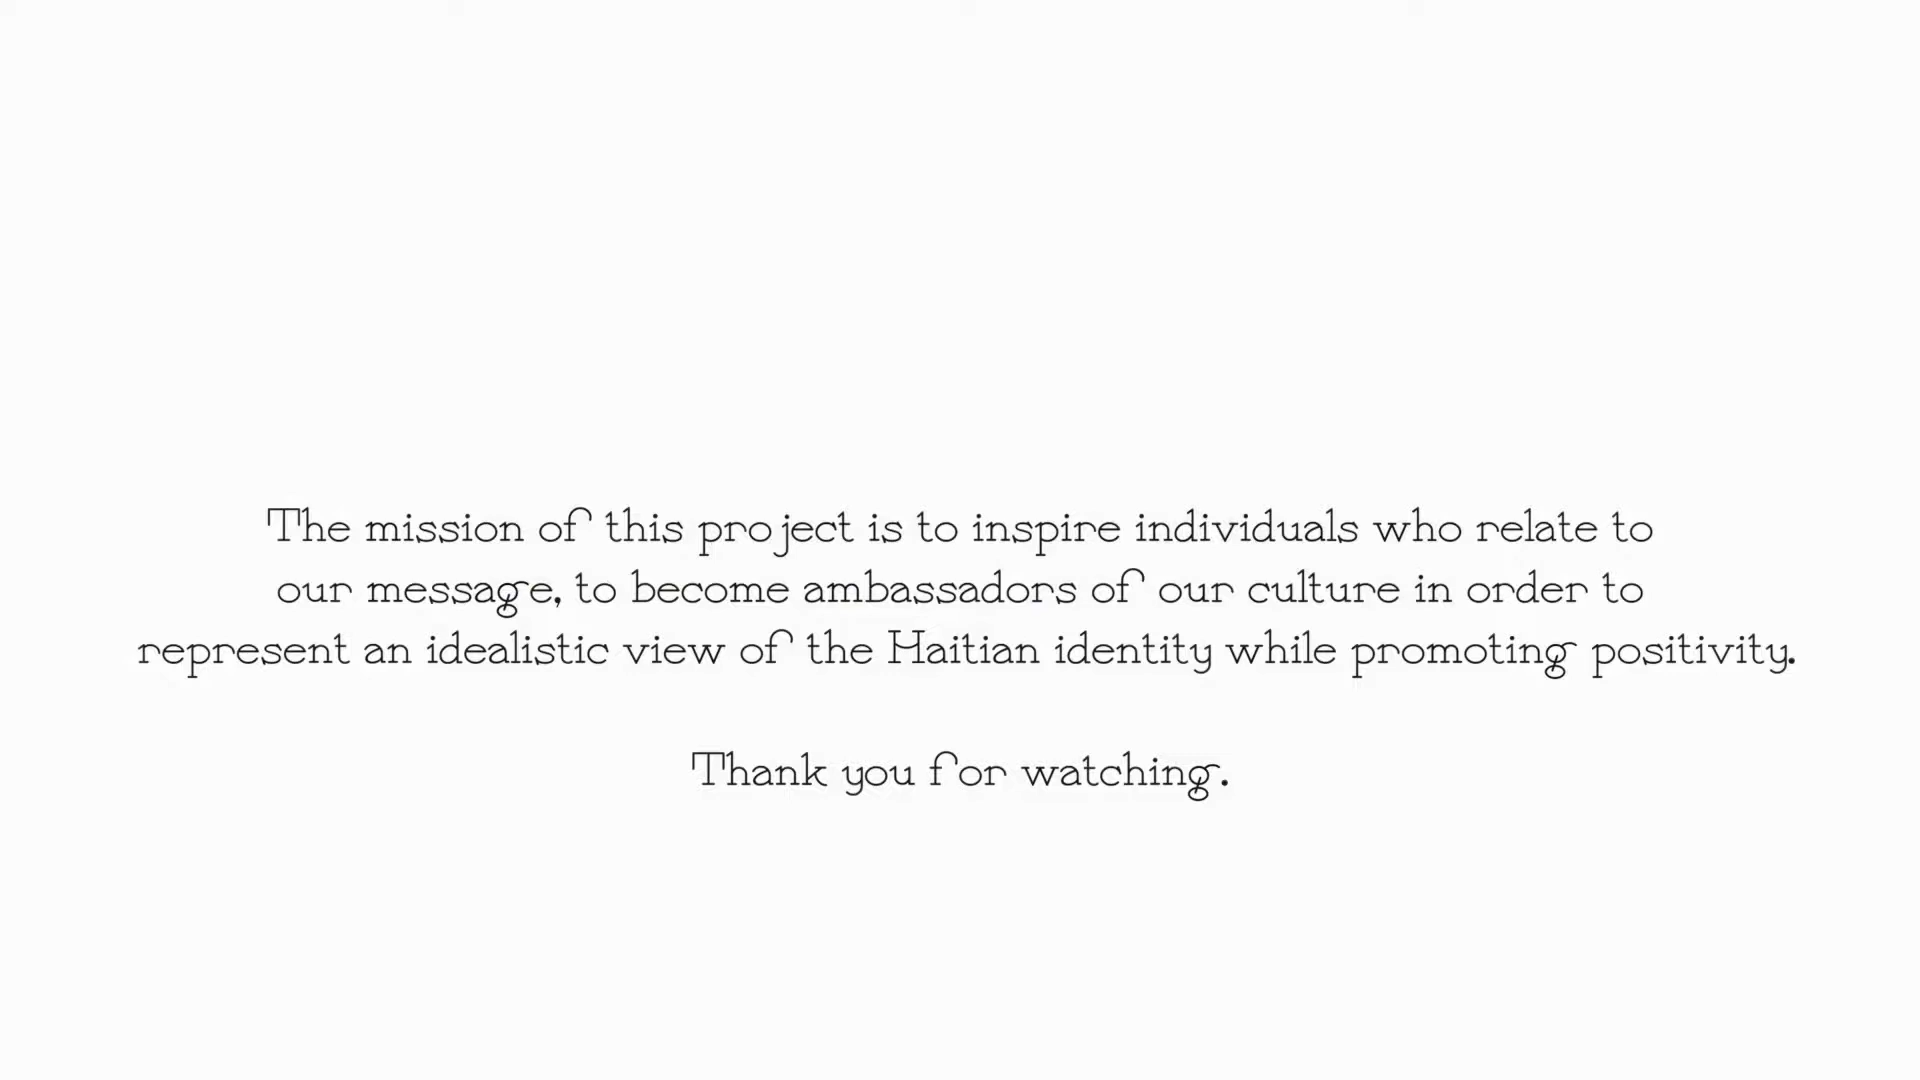 The mission of this project is to inspire individuals who relate to
our message, to become ambassadors of our culture in order to
represent an idealistic view of the Haitian identity while promoting positivity.
Thank you for watching.